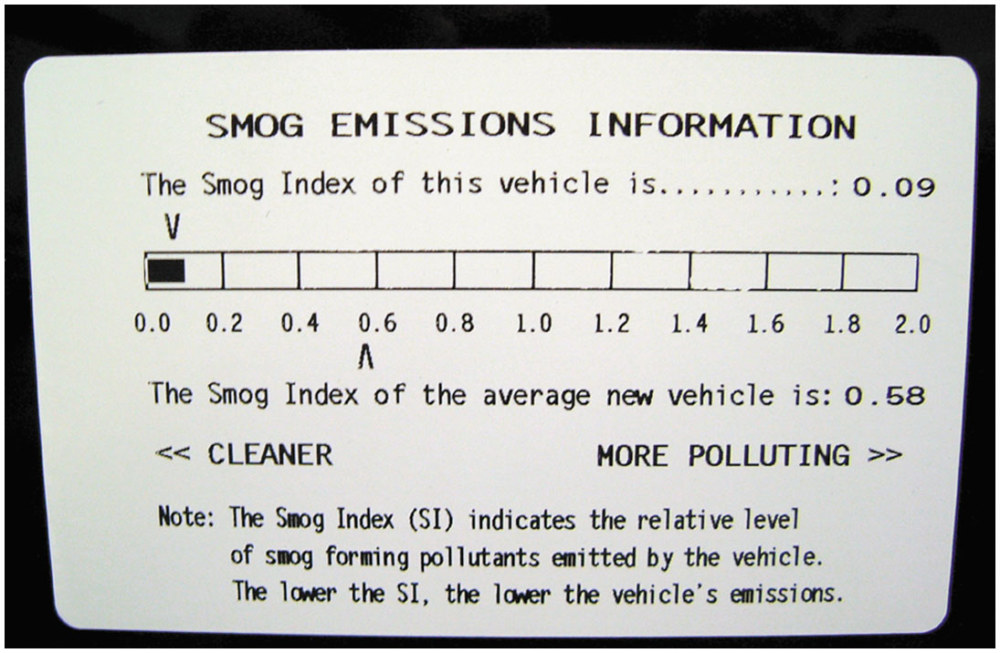 SMOG EMISSIONS INFORMATION
The Smog Index of this vehicle is...........: 0.09
V
0.0 0.2 0.4 0.6 0.8 1.0 1.2 1.4 1.6 1.8 2.0
Λ
The Smog Index of the average new vehicle is: 0.58
<< CLEANER MORE POLLUTING >>
Note: The Smog Index (SI) indicates the relative level
of smog forming pollutants emitted by the vehicle.
The lower the SI, the lower the vehicle's emissions.